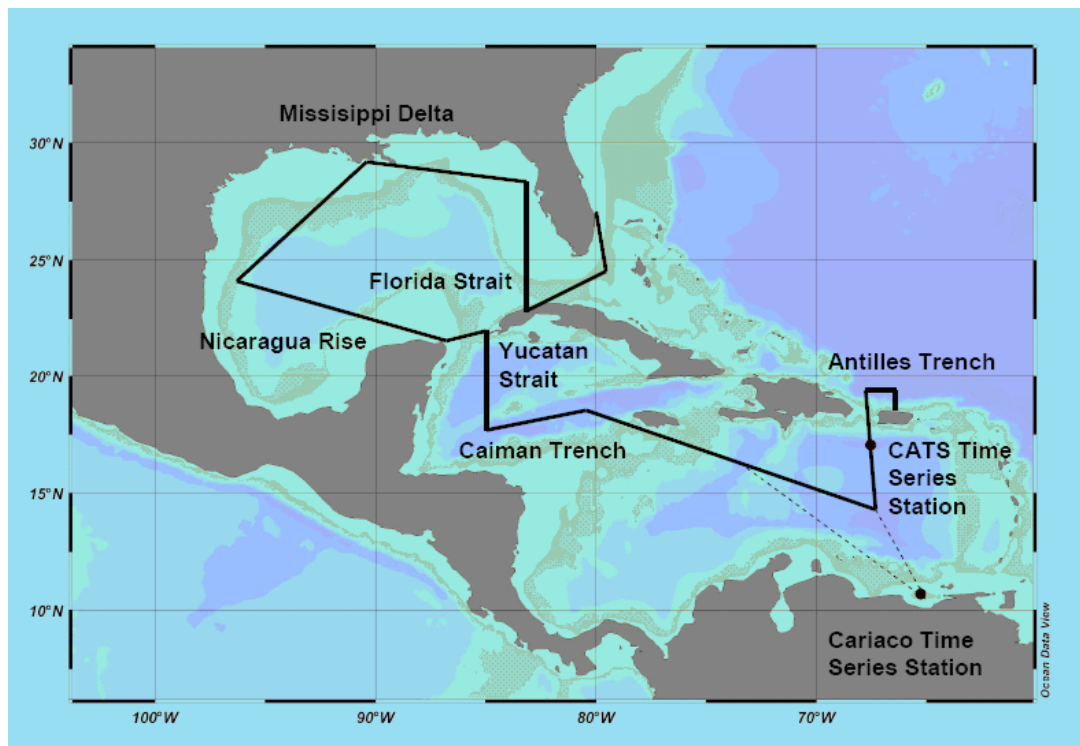 Missisippi Delta
30°N
25°N
Florida Strait
Nicaragua Rise
Yucatan
Strait
Antilles Trench
20°N
Caiman Trench
CATS Time
Series
Station
15°N
10°N
Cariaco Time
Series Station
Ocean Data View
100°W
90°W
80°W
70°W